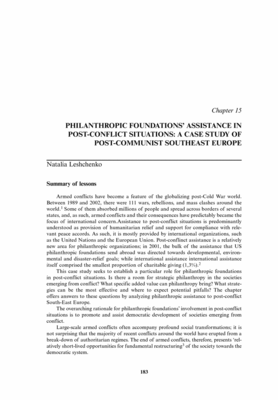 Chapter 15
PHILANTHROPIC FOUNDATIONS' ASSISTANCE IN
POST-CONFLICT SITUATIONS: A CASE STUDY OF
POST-COMMUNIST SOUTHEAST EUROPE
Natalia Leshchenko
Summary of lessons
Armed conflicts have become a feature of the globalizing post-Cold War world.
Between 1989 and 2002, there were 111 wars, rebellions, and mass clashes around the
world.¹ Some of them absorbed millions of people and spread across borders of several
states, and, as such, armed conflicts and their consequences have predictably became the
focus of international concern.Assistance to post-conflict situations is predominantly
understood as provision of humanitarian relief and support for compliance with rele-
vant peace accords. As such, it is mostly provided by international organizations, such
as the United Nations and the European Union. Post-conflict assistance is a relatively
new area for philanthropic organizations; in 2001, the bulk of the assistance that US
philanthropic foundations send abroad was directed towards developmental, environ-
mental and disaster-relief goals; while international assistance international assistance
itself comprised the smallest proportion of charitable giving (1,3%).²
This case study seeks to establish a particular role for philanthropic foundations
in post-conflict situations. Is there a room for strategic philanthropy in the societies
emerging from conflict? What specific added value can philanthropy bring? What strate-
gies can be the most effective and where to expect potential pitfalls? The chapter
offers answers to these questions by analyzing philanthropic assistance to post-conflict
South-East Europe.
The overarching rationale for philanthropic foundations' involvement in post-conflict
situations is to promote and assist democratic development of societies emerging from
conflict.
Large-scale armed conflicts often accompany profound social transformations; it is
not surprising that the majority of recent conflicts around the world have erupted from a
break-down of authoritarian regimes. The end of armed conflicts, therefore, presents 'rel-
atively short-lived opportunities for fundamental restructuring'³ of the society towards the
democratic system.
183